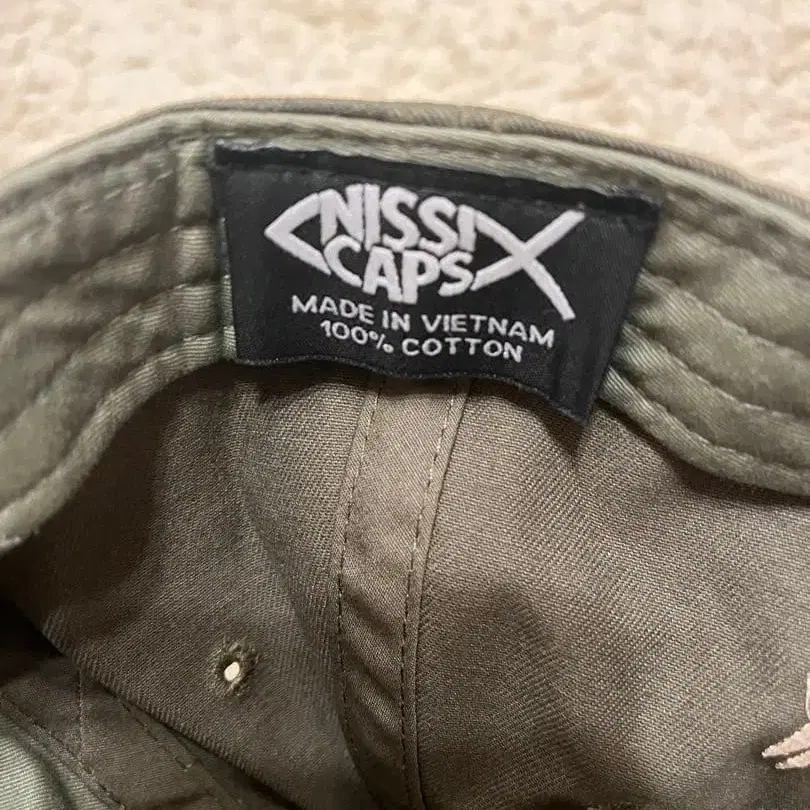 NISSI
CAPS
MADE IN VIETNAM
100% COTTON